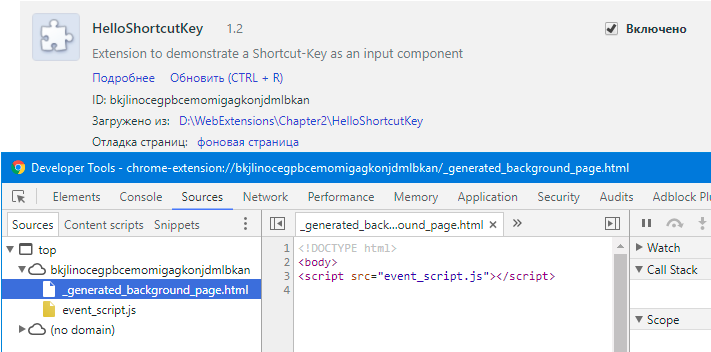 HelloShortcutKey 1.2 Включено
Extension to demonstrate a Shortcut-Key as an input component
Подробнее Обновить (CTRL + R)
ID: bkjlinocegpbcemomigagkonjdmlbkan
Загружено из: D:\WebExtensions\Chapter2\HelloShortcutKey
Отладка страниц: фоновая страница
Developer Tools - chrome-extension://bkjlinocegpbcemomigagkonjdmlbkan/_generated_background_page.html
Elements Console Sources Network Performance Memory Application Security Audits Adblock Pl
Sources Content scripts Snippets _generated_back...ound_page.html × »
top 1 <!DOCTYPE html> Watch
bkjlinocegpbcemomigagkonjdmlbkan 2 <body> Call Stack
_generated_background_page.html 3 <script src="event_script.js"></script>
event_script.js 4 Scope
(no domain)